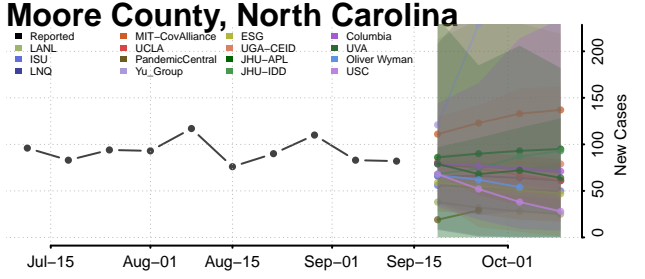 Moore County, North Carolina
Reported MIT−CovAlliance ESG Columbia
LANL UCLA UGA−CEID UVA
ISU PandemicCentral JHU−APL Oliver Wyman
LNQ Yu_Group JHU−IDD USC
200
150
100
50
0
New Cases
Jul−15 Aug−01 Aug−15 Sep−01 Sep−15 Oct−01